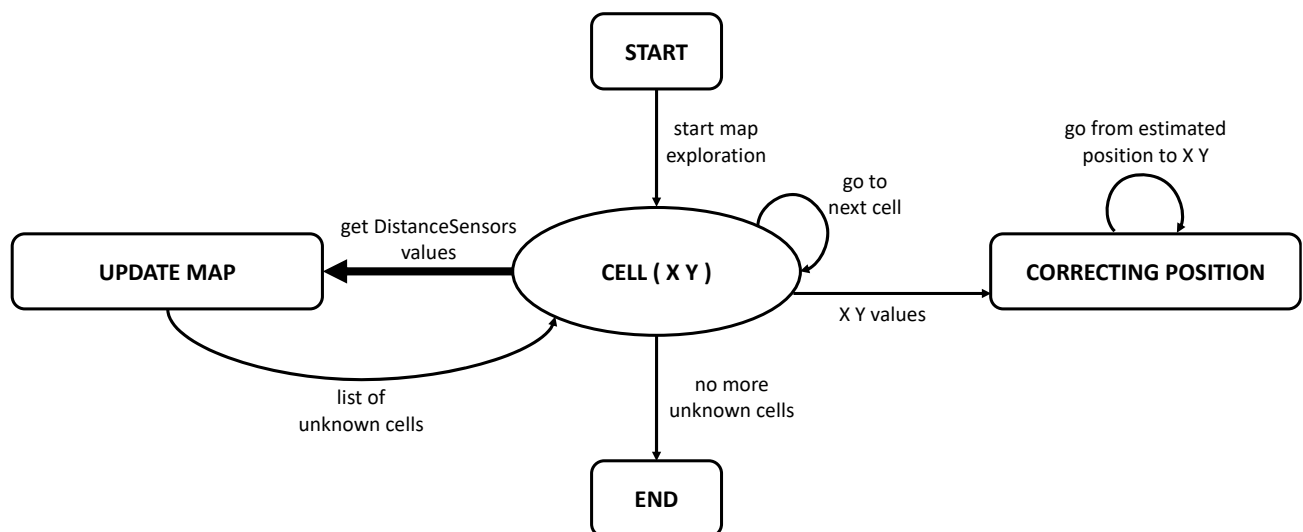 START
start map
exploration
go from estimated
position to X Y
go to
next cell
get DistanceSensors
values
UPDATE MAP
CELL ( X Y )
CORRECTING POSITION
X Y values
list of
unknown cells
no more
unknown cells
END